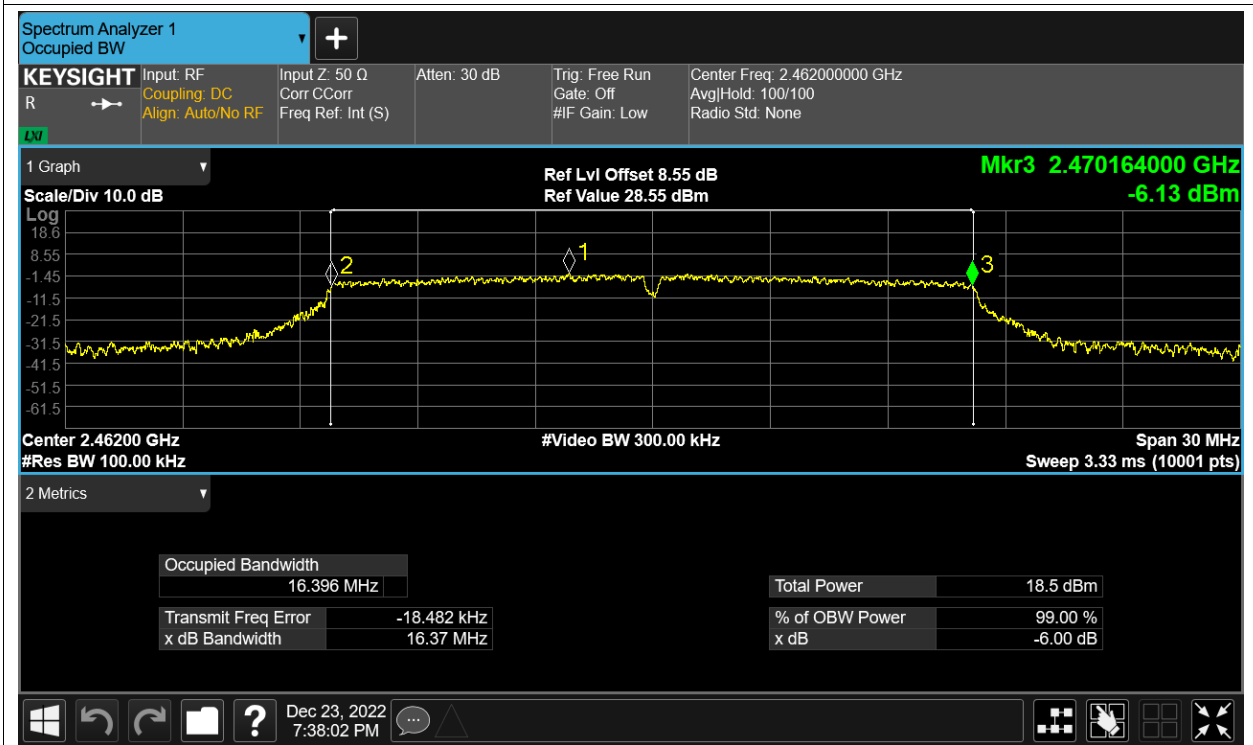 Spectrum Analyzer 1
Occupied BW
+
KEYSIGHT
R
LXI
Input: RF
Coupling: DC
Align: Auto/No RF
Input Z: 50 Ω
Corr CCorr
Freq Ref: Int (S)
Atten: 30 dB
Trig: Free Run
Gate: Off
#IF Gain: Low
Center Freq: 2.462000000 GHz
Avg|Hold: 100/100
Radio Std: None
1 Graph
Scale/Div 10.0 dB
Ref Lvl Offset 8.55 dB
Ref Value 28.55 dBm
Mkr3 2.470164000 GHz
-6.13 dBm
Log
18.6
8.55
-1.45
-11.5
-21.5
-31.5
-41.5
-51.5
-61.5
1
2
3
Center 2.46200 GHz
#Video BW 300.00 kHz
Span 30 MHz
#Res BW 100.00 kHz
Sweep 3.33 ms (10001 pts)
2 Metrics
Occupied Bandwidth
16.396 MHz
Transmit Freq Error -18.482 kHz
x dB Bandwidth 16.37 MHz
Total Power 18.5 dBm
% of OBW Power 99.00 %
x dB -6.00 dB
?
Dec 23, 2022
7:38:02 PM